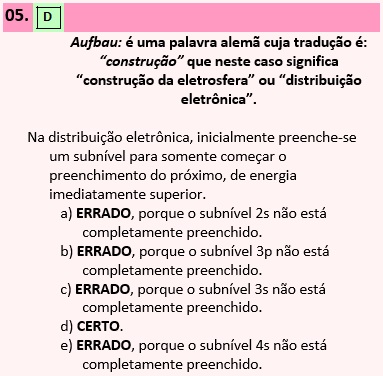 05. D
Aufbau: é uma palavra alemã cuja tradução é:
“construção” que neste caso significa
“construção da eletrosfera” ou “distribuição
eletrônica”.
Na distribuição eletrônica, inicialmente preenche-se
um subnível para somente começar o
preenchimento do próximo, de energia
imediatamente superior.
a) ERRADO, porque o subnível 2s não está
completamente preenchido.
b) ERRADO, porque o subnível 3p não está
completamente preenchido.
c) ERRADO, porque o subnível 3s não está
completamente preenchido.
d) CERTO.
e) ERRADO, porque o subnível 4s não está
completamente preenchido.